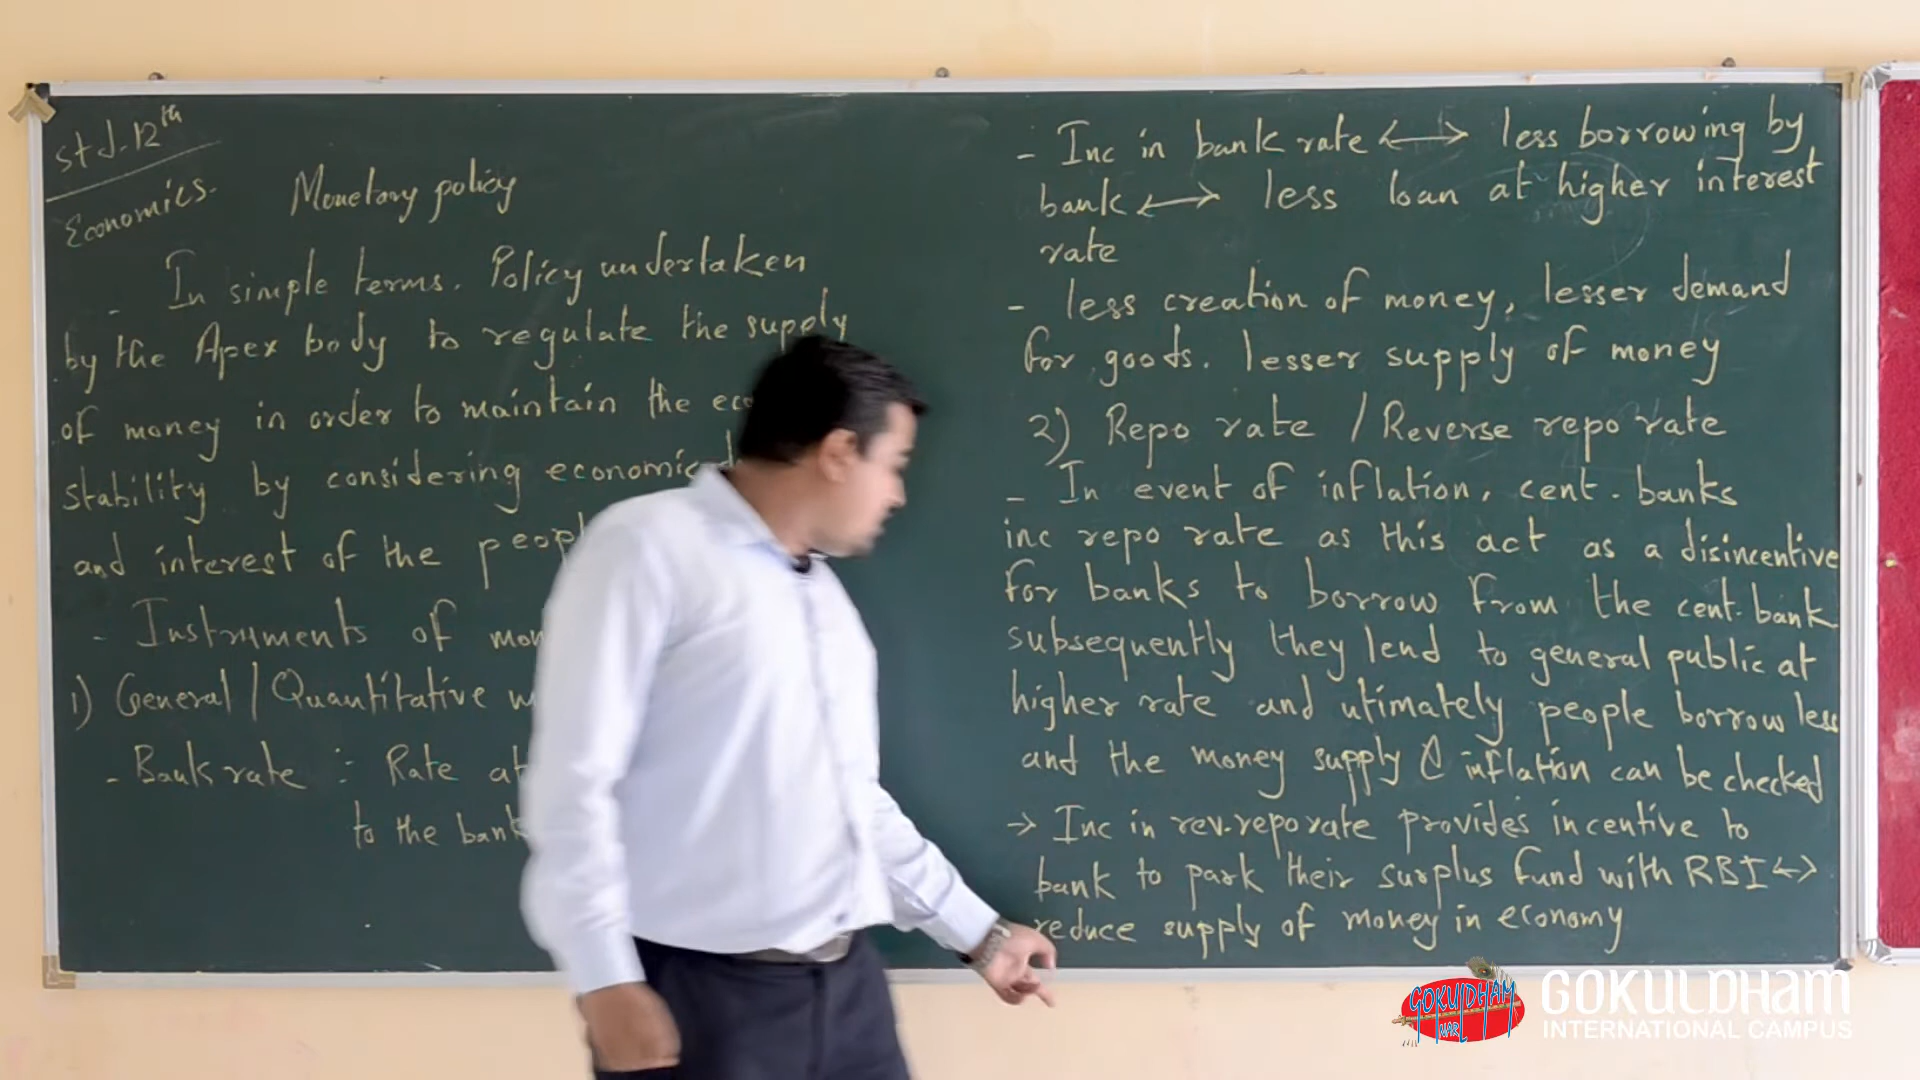 std-12th
Economics.
Monetary policy
- In simple terms. Policy undertaken
by the Apex body to regulate the supply
of money in order to maintain the
stability by considering economic
and interest of the
- Instruments of
1) General / Quantitative
- Bank rate : Rate at
to the
- Inc in bank rate <-> less borrowing by
bank <-> less loan at higher interest
rate
- less creation of money, lesser demand
for goods. lesser supply of money
2) Repo rate / Reverse repo rate
- In event of inflation, cent. banks
inc repo rate as this act as a disincentive
for banks to borrow from the cent. bank
subsequently they lend to general public at
higher rate and utimately people borrow less
and the money supply & inflation can be checked
→ Inc in rev.repo rate provides incentive to
bank to park their surplus fund with RBI <->
reduce supply of money in economy
GOKULDHAM
NAR
GOKULDHAM
INTERNATIONAL CAMPUS